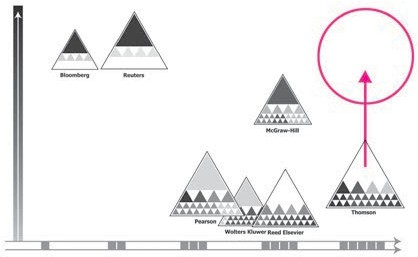 Bloomberg
Reuters
McGraw-Hill
Pearson
Wolters Kluwer
Reed Elsevier
Thomson